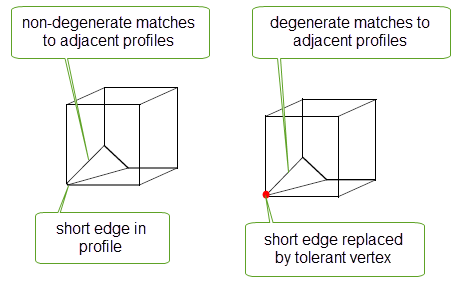 non-degenerate matches
to adjacent profiles
degenerate matches to
adjacent profiles
short edge in
profile
short edge replaced
by tolerant vertex